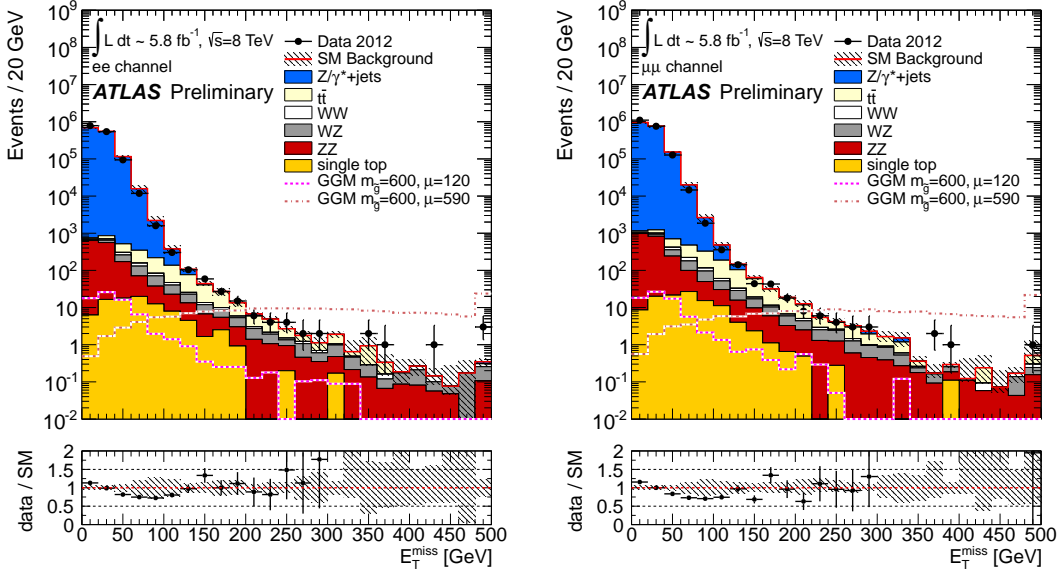 ∫ L dt ~ 5.8 fb⁻¹, √s=8 TeV
ee channel
ATLAS Preliminary
Data 2012
SM Background
Z/γ*+jets
tt̄
WW
WZ
ZZ
single top
GGM m_g̃=600, μ=120
GGM m_g̃=600, μ=590
Events / 20 GeV
10⁹
10⁸
10⁷
10⁶
10⁵
10⁴
10³
10²
10
1
10⁻¹
10⁻²
data / SM
2
1.5
1
0.5
0
0 50 100 150 200 250 300 350 400 450 500
E_T^miss [GeV]
∫ L dt ~ 5.8 fb⁻¹, √s=8 TeV
μμ channel
ATLAS Preliminary
Data 2012
SM Background
Z/γ*+jets
tt̄
WW
WZ
ZZ
single top
GGM m_g̃=600, μ=120
GGM m_g̃=600, μ=590
Events / 20 GeV
10⁹
10⁸
10⁷
10⁶
10⁵
10⁴
10³
10²
10
1
10⁻¹
10⁻²
data / SM
2
1.5
1
0.5
0
0 50 100 150 200 250 300 350 400 450 500
E_T^miss [GeV]